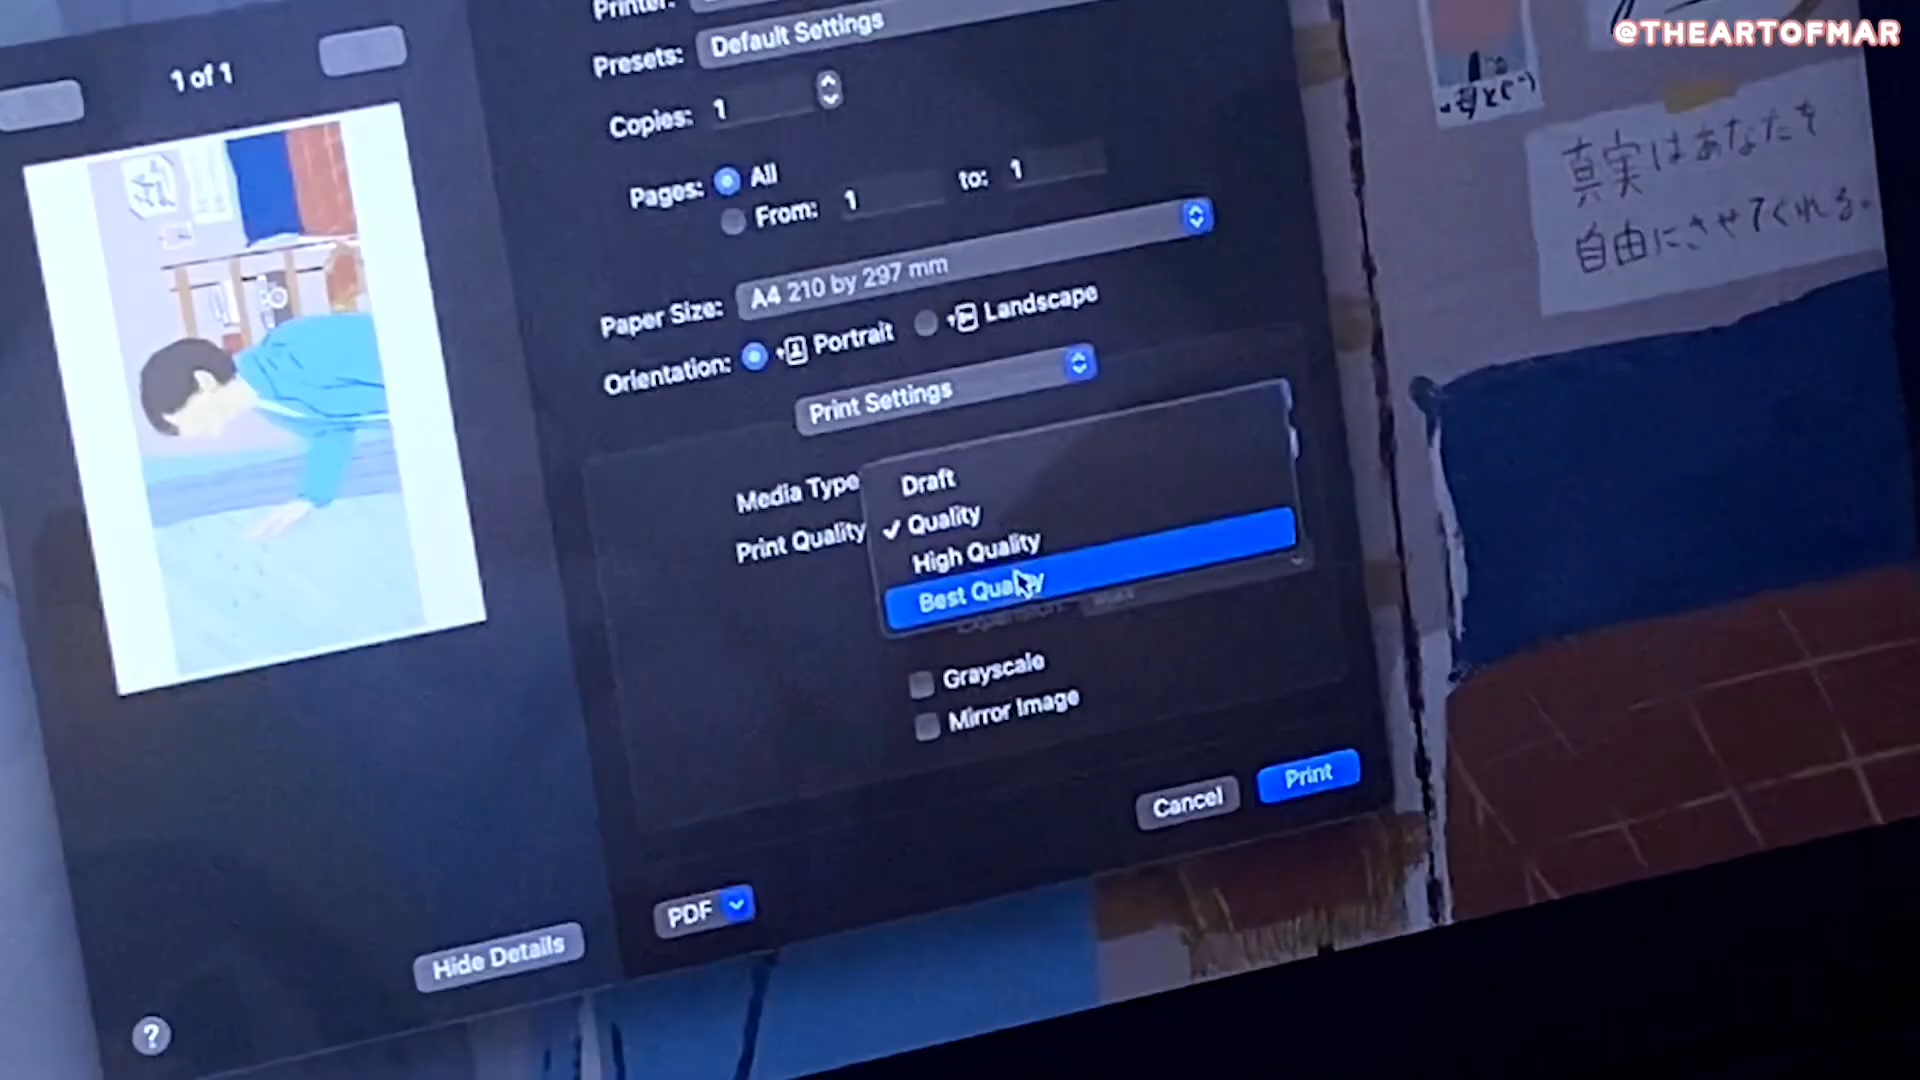 @THEARTOFMAR
1 of 1
Printer:
Presets: Default Settings
Copies: 1
Pages: All
From: 1 to: 1
Paper Size: A4 210 by 297 mm
Orientation: Portrait Landscape
Print Settings
Media Type
Draft
Print Quality ✓ Quality
High Quality
Best Quality
Grayscale
Mirror Image
Cancel Print
PDF
Hide Details
?
真実はあなたを
自由にさせてくれる。